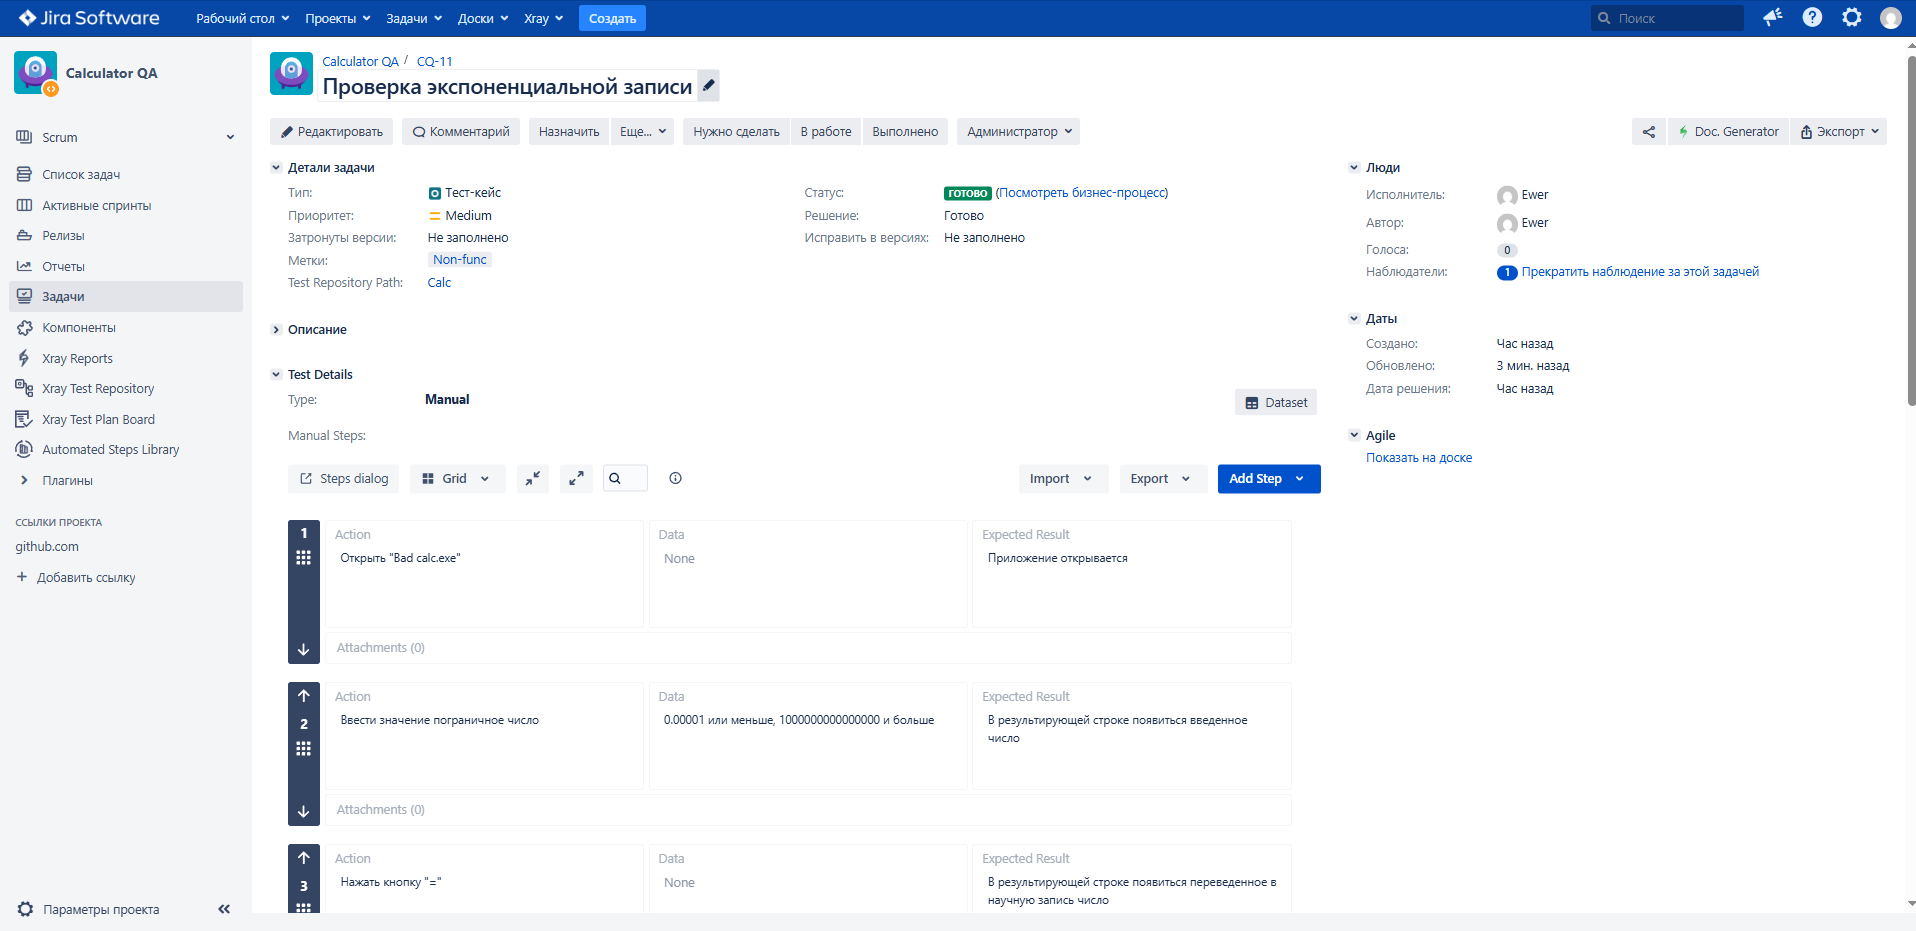 Jira Software
Рабочий стол
Проекты
Задачи
Доски
Xray
Создать
Поиск
Calculator QA
Scrum
Список задач
Активные спринты
Релизы
Отчеты
Задачи
Компоненты
Xray Reports
Xray Test Repository
Xray Test Plan Board
Automated Steps Library
Плагины
ССЫЛКИ ПРОЕКТА
github.com
+ Добавить ссылку
Параметры проекта
Calculator QA / CQ-11
Проверка экспоненциальной записи
Редактировать
Комментарий
Назначить
Еще...
Нужно сделать
В работе
Выполнено
Администратор
Doc. Generator
Экспорт
Детали задачи
Тип: Тест-кейс
Приоритет: Medium
Затронуты версии: Не заполнено
Метки: Non-func
Test Repository Path: Calc
Статус: ГОТОВО (Посмотреть бизнес-процесс)
Решение: Готово
Исправить в версиях: Не заполнено
Описание
Test Details
Type: Manual
Dataset
Manual Steps:
Steps dialog
Grid
Import
Export
Add Step
1
Action
Открыть "Bad calc.exe"
Data
None
Expected Result
Приложение открывается
Attachments (0)
2
Action
Ввести значение пограничное число
Data
0.00001 или меньше, 1000000000000000 и больше
Expected Result
В результирующей строке появиться введенное
число
Attachments (0)
3
Action
Нажать кнопку "="
Data
None
Expected Result
В результирующей строке появиться переведенное в
научную запись число
Люди
Исполнитель: Ewer
Автор: Ewer
Голоса: 0
Наблюдатели: 1 Прекратить наблюдение за этой задачей
Даты
Создано: Час назад
Обновлено: 3 мин. назад
Дата решения: Час назад
Agile
Показать на доске